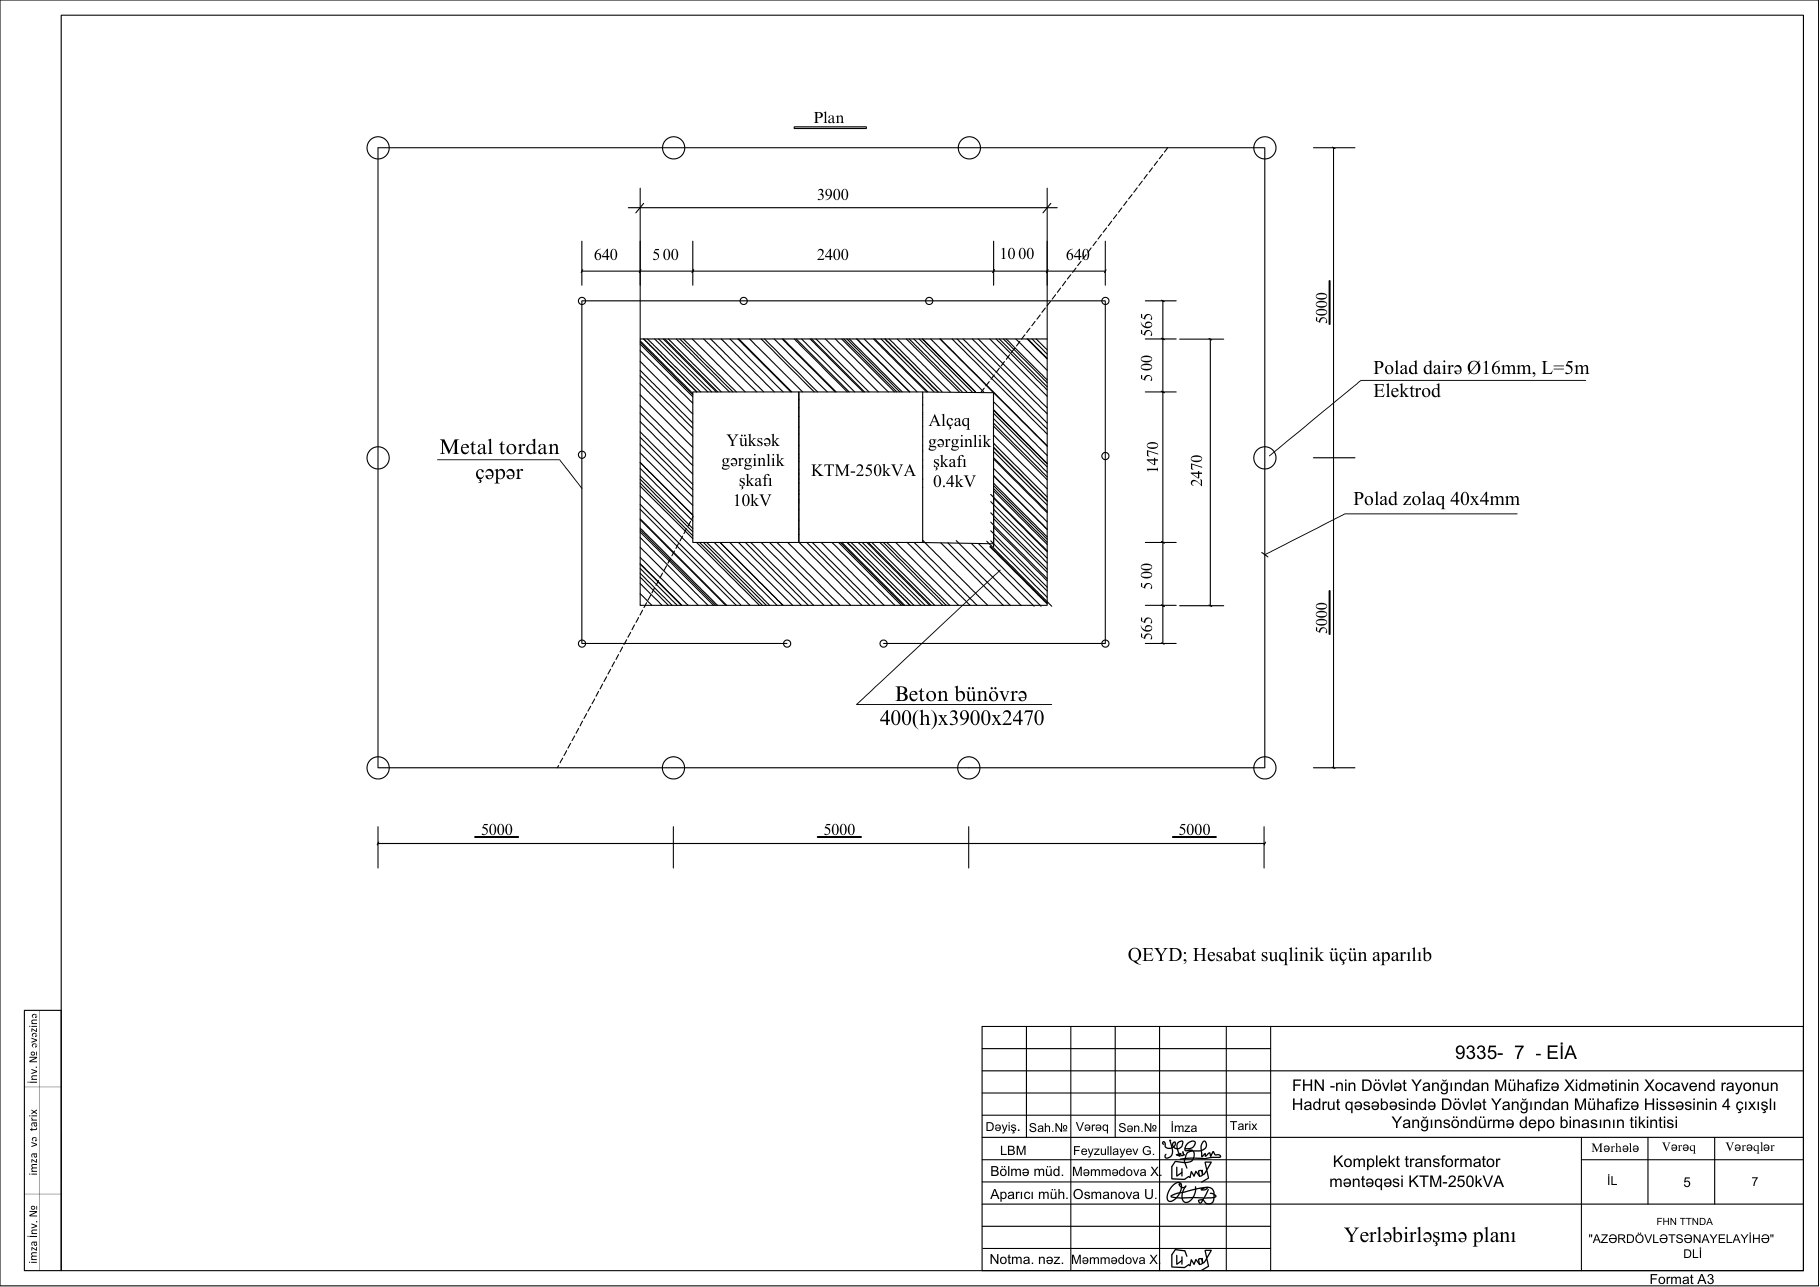 Plan
3900
640
5 00
2400
10 00
640
565
5 00
1470
2470
5 00
565
5000
5000
Polad dairə Ø16mm, L=5m
Elektrod
Polad zolaq 40x4mm
Metal tordan
çəpər
Yüksək
gərginlik
şkafı
10kV
KTM-250kVA
Alçaq
gərginlik
şkafı
0.4kV
Beton bünövrə
400(h)x3900x2470
5000
5000
5000
QEYD; Hesabat suqlinik üçün aparılıb
İnv. № əvəzinə
imza və tarix
imza İnv. №
9335- 7 - EİA
FHN -nin Dövlət Yanğından Mühafizə Xidmətinin Xocavend rayonun
Hadrut qəsəbəsində Dövlət Yanğından Mühafizə Hissəsinin 4 çıxışlı
Yanğınsöndürmə depo binasının tikintisi
Dəyiş. Sah.№ Vərəq Sən.№ İmza Tarix
LBM Feyzullayev G.
Bölmə müd. Məmmədova X.
Aparıcı müh. Osmanova U.
Notma. nəz. Məmmədova X
Komplekt transformator
məntəqəsi KTM-250kVA
Mərhələ Vərəq Vərəqlər
İL 5 7
Yerləbirləşmə planı
FHN TTNDA
"AZƏRDÖVLƏTSƏNAYELAYİHƏ"
DLİ
Format A3